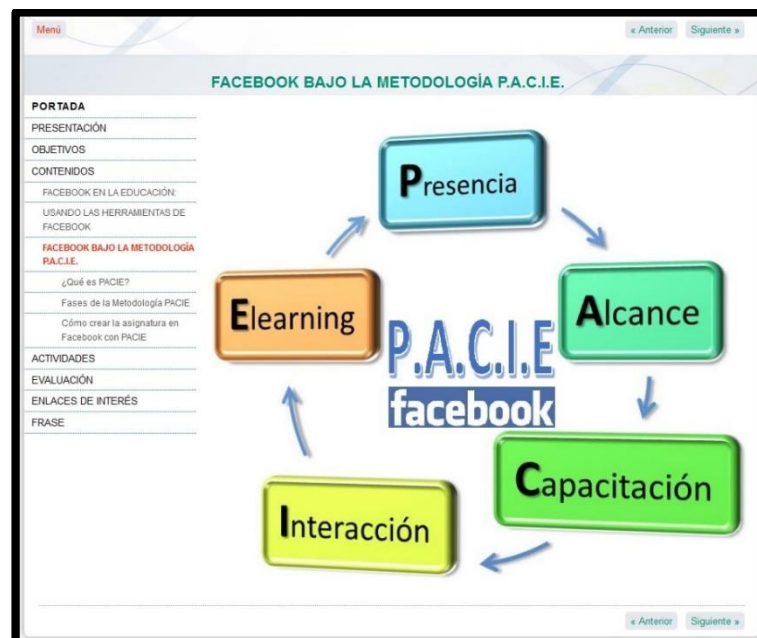 Menú
« Anterior Siguiente »
FACEBOOK BAJO LA METODOLOGÍA P.A.C.I.E.
PORTADA
PRESENTACIÓN
OBJETIVOS
CONTENIDOS
FACEBOOK EN LA EDUCACIÓN:
USANDO LAS HERRAMIENTAS DE
FACEBOOK
FACEBOOK BAJO LA METODOLOGÍA
P.A.C.I.E.
¿Qué es PACIE?
Fases de la Metodología PACIE
Cómo crear la asignatura en
Facebook con PACIE
ACTIVIDADES
EVALUACIÓN
ENLACES DE INTERÉS
FRASE
Presencia
Alcance
Capacitación
Interacción
Elearning
P.A.C.I.E
facebook
« Anterior Siguiente »